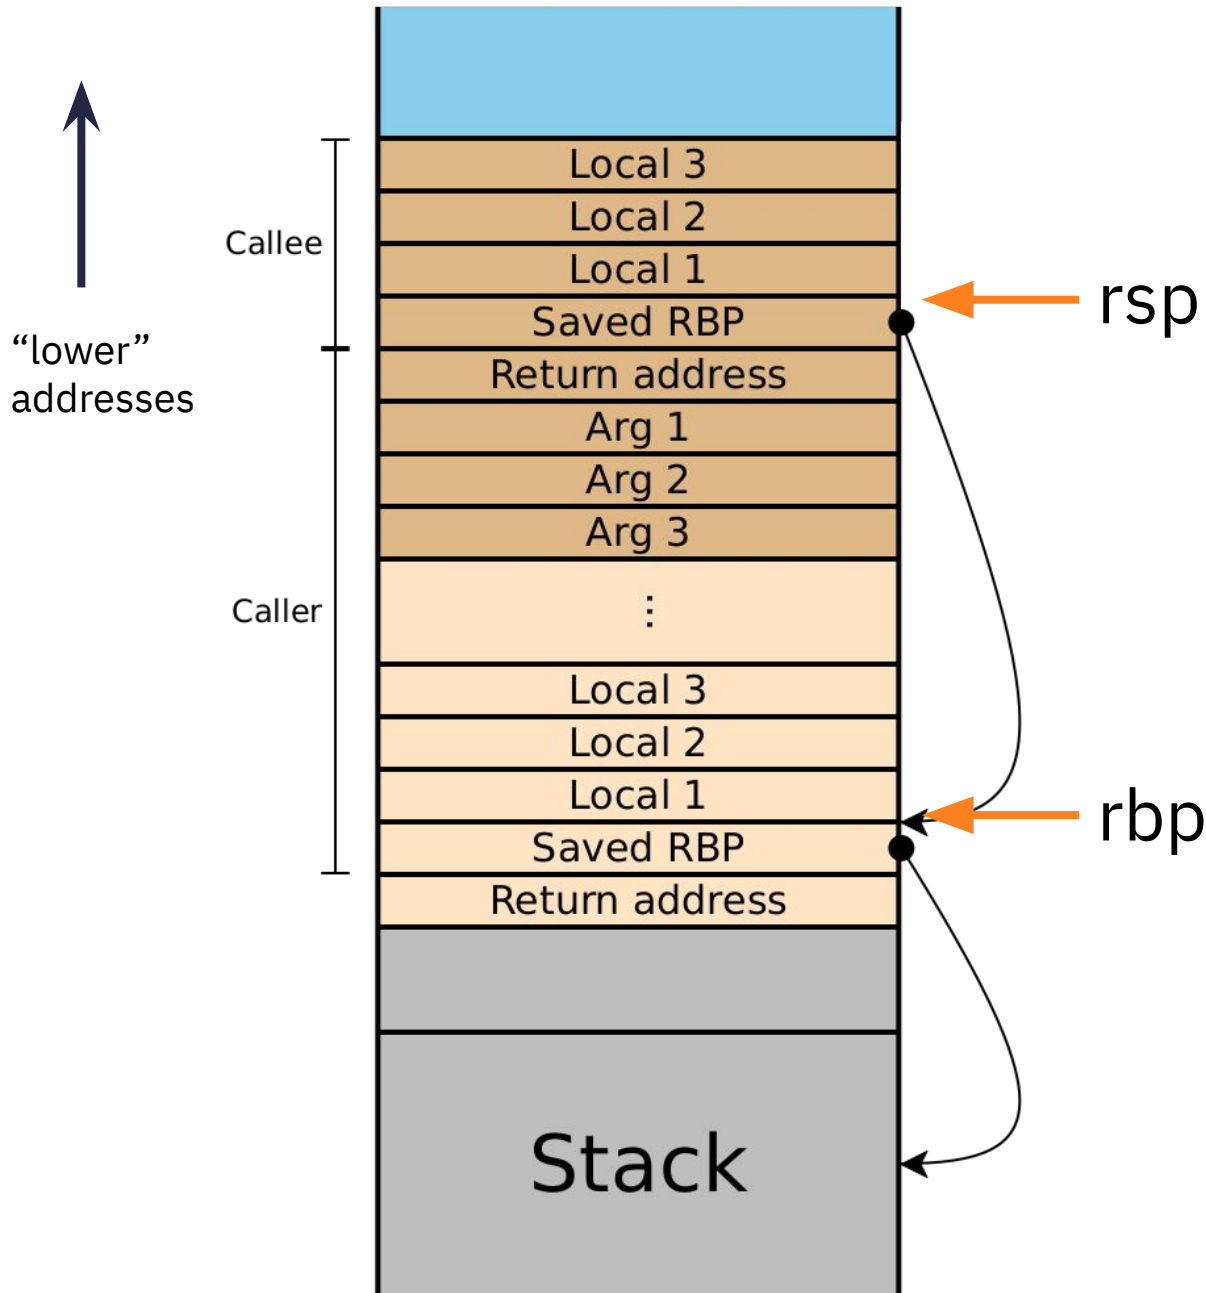 Local 3
Local 2
Callee
Local 1
rsp
Saved RBP
“lower”
addresses
Return address
Arg 1
Arg 2
Arg 3
Caller
⋮
Local 3
Local 2
Local 1
rbp
Saved RBP
Return address
Stack